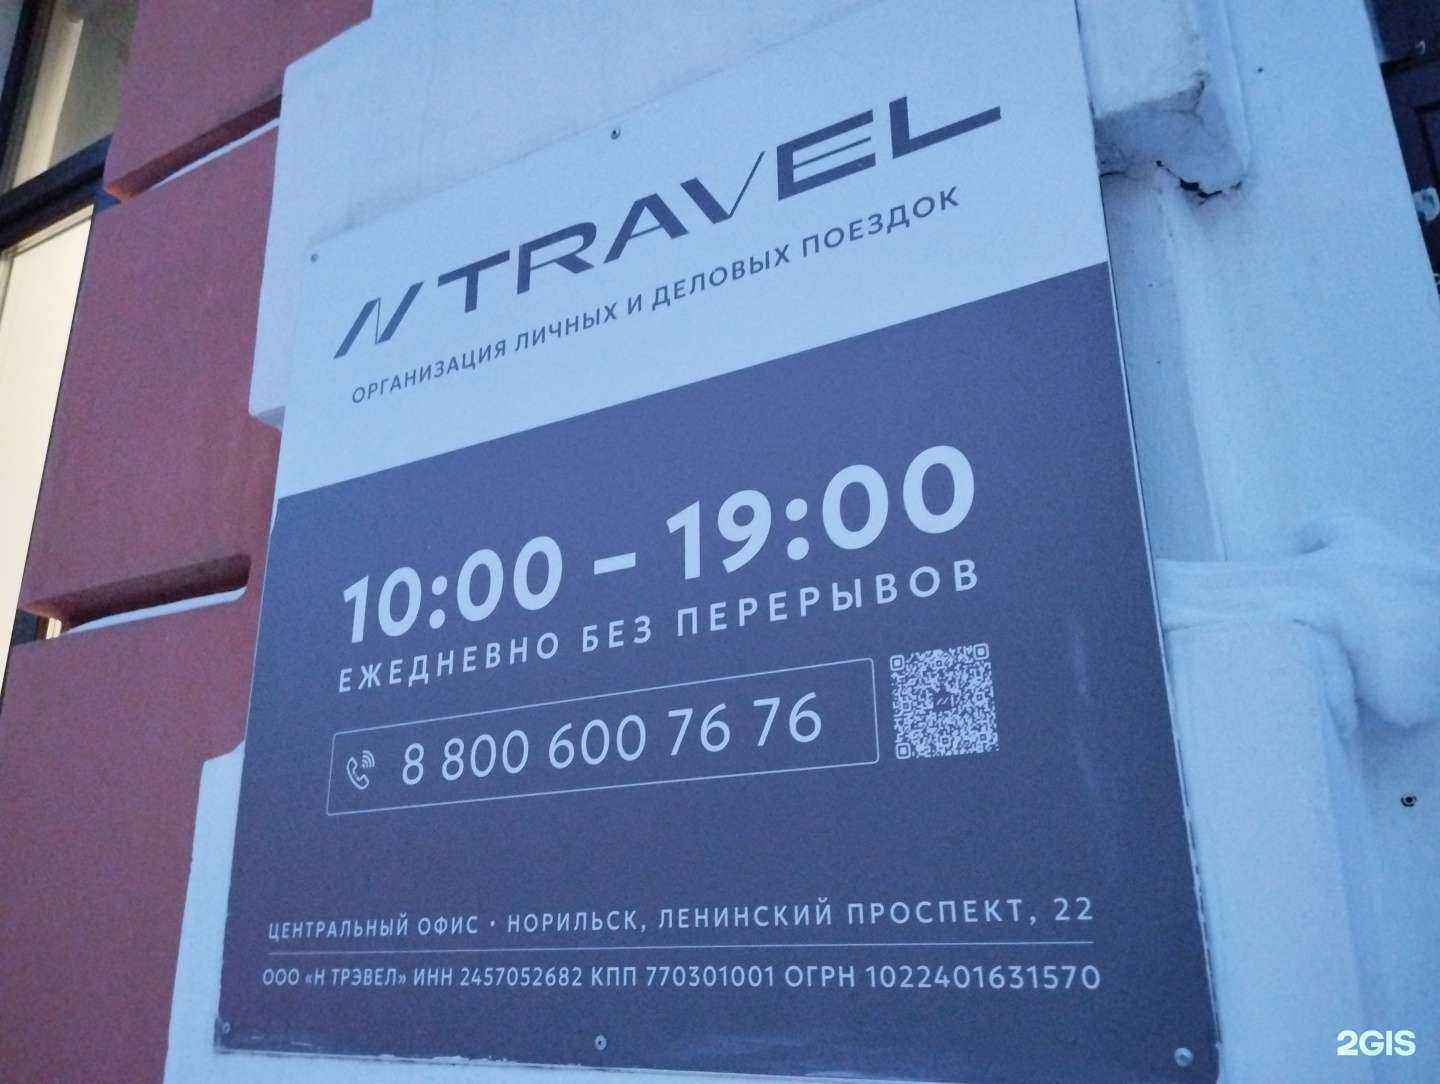 N TRAVEL
ОРГАНИЗАЦИЯ ЛИЧНЫХ И ДЕЛОВЫХ ПОЕЗДОК
10:00 – 19:00
ЕЖЕДНЕВНО БЕЗ ПЕРЕРЫВОВ
8 800 600 76 76
ЦЕНТРАЛЬНЫЙ ОФИС · НОРИЛЬСК, ЛЕНИНСКИЙ ПРОСПЕКТ, 22
ООО «Н ТРЭВЕЛ» ИНН 2457052682 КПП 770301001 ОГРН 1022401631570
2GIS